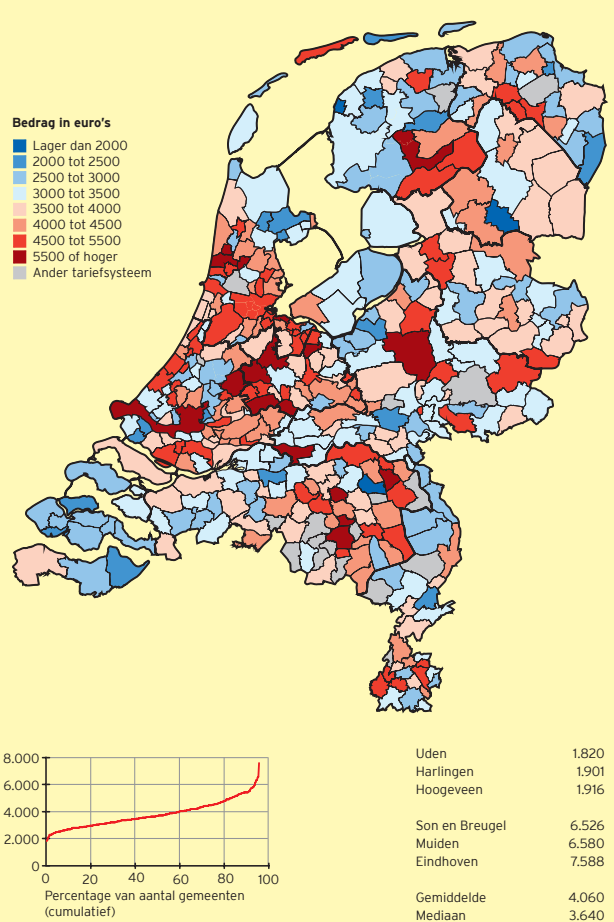 Bedrag in euro's
Lager dan 2000
2000 tot 2500
2500 tot 3000
3000 tot 3500
3500 tot 4000
4000 tot 4500
4500 tot 5500
5500 of hoger
Ander tariefsysteem
8.000
6.000
4.000
2.000
0
0 20 40 60 80 100
Percentage van aantal gemeenten
(cumulatief)
Uden 1.820
Harlingen 1.901
Hoogeveen 1.916
Son en Breugel 6.526
Muiden 6.580
Eindhoven 7.588
Gemiddelde 4.060
Mediaan 3.640